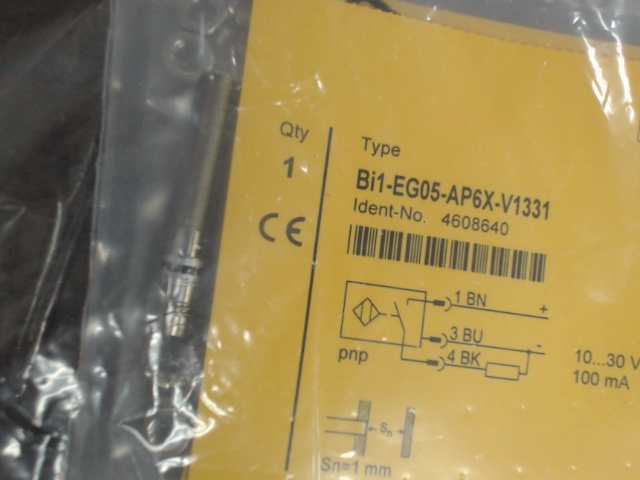 Qty
1
CE
Type
Bi1-EG05-AP6X-V1331
Ident-No. 4608640
1 BN
+
3 BU
-
4 BK
pnp
10...30 V
100 mA
Sn
Sn=1 mm